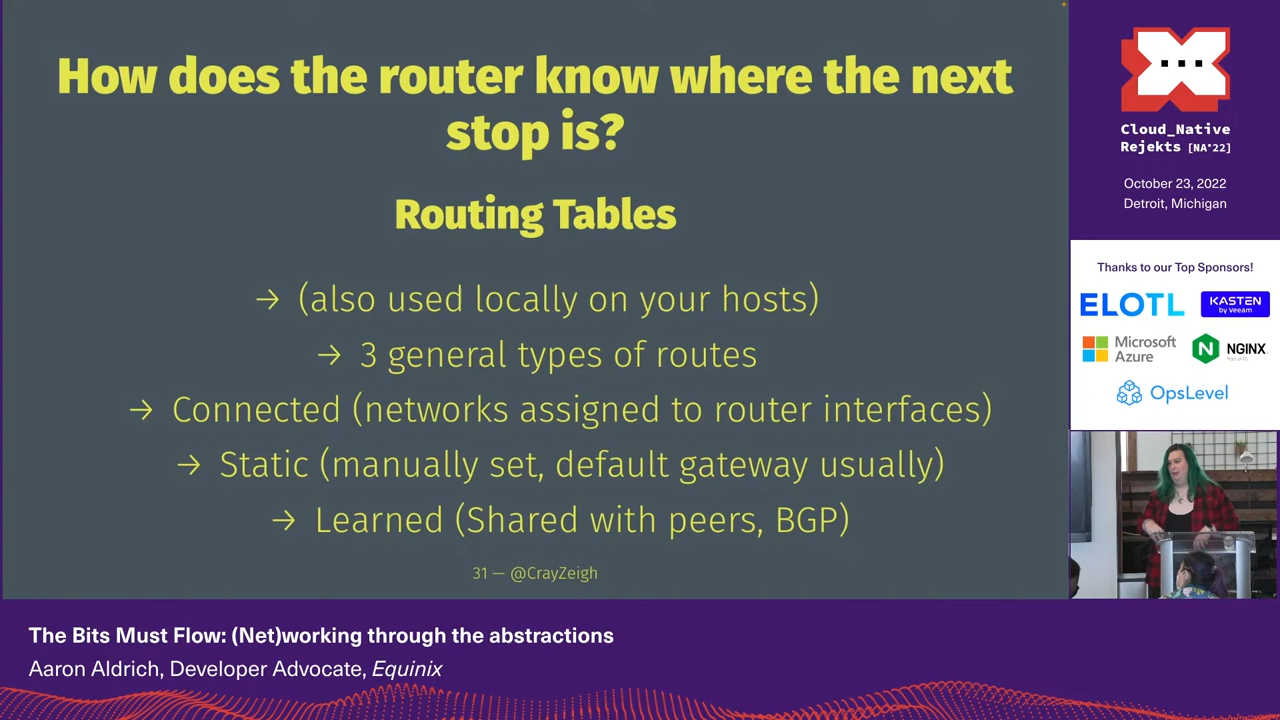 How does the router know where the next
stop is?
Routing Tables
→ (also used locally on your hosts)
→ 3 general types of routes
→ Connected (networks assigned to router interfaces)
→ Static (manually set, default gateway usually)
→ Learned (Shared with peers, BGP)
31 — @CrayZeigh
Cloud_Native
Rejekts [NA'22]
October 23, 2022
Detroit, Michigan
Thanks to our Top Sponsors!
ELOTL
KASTEN
by Veeam
Microsoft
Azure
NGINX
Part of F5
OpsLevel
The Bits Must Flow: (Net)working through the abstractions
Aaron Aldrich, Developer Advocate, Equinix